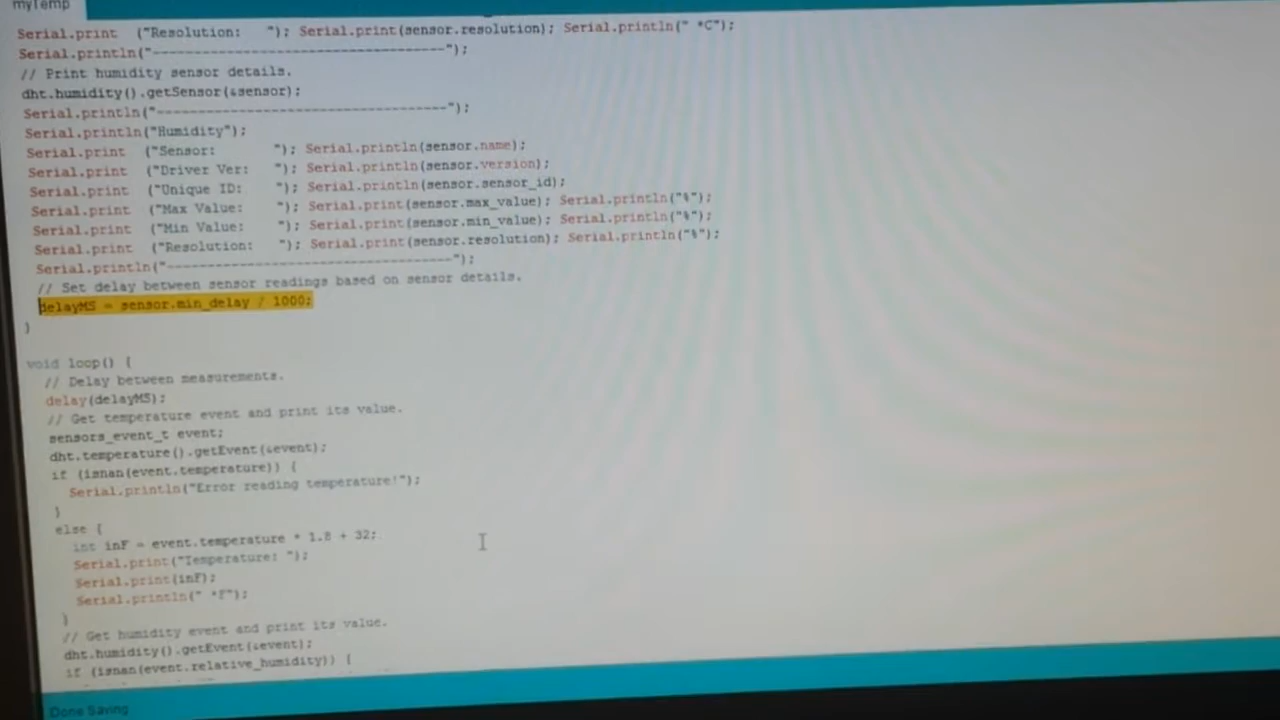 myTemp
Serial.print ("Resolution: "); Serial.print(sensor.resolution); Serial.println(" *C");
Serial.println("------------------------------------");
// Print humidity sensor details.
dht.humidity().getSensor(&sensor);
Serial.println("------------------------------------");
Serial.println("Humidity");
Serial.print ("Sensor: "); Serial.println(sensor.name);
Serial.print ("Driver Ver: "); Serial.println(sensor.version);
Serial.print ("Unique ID: "); Serial.println(sensor.sensor_id);
Serial.print ("Max Value: "); Serial.print(sensor.max_value); Serial.println("%");
Serial.print ("Min Value: "); Serial.print(sensor.min_value); Serial.println("%");
Serial.print ("Resolution: "); Serial.print(sensor.resolution); Serial.println("%");
Serial.println("------------------------------------");
// Set delay between sensor readings based on sensor details.
delayMS = sensor.min_delay / 1000;
}
void loop() {
// Delay between measurements.
delay(delayMS);
// Get temperature event and print its value.
sensors_event_t event;
dht.temperature().getEvent(&event);
if (isnan(event.temperature)) {
Serial.println("Error reading temperature!");
}
else {
int inF = event.temperature * 1.8 + 32;
Serial.print("Temperature: ");
Serial.print(inF);
Serial.println(" *F");
}
// Get humidity event and print its value.
dht.humidity().getEvent(&event);
if (isnan(event.relative_humidity)) {
Done Saving